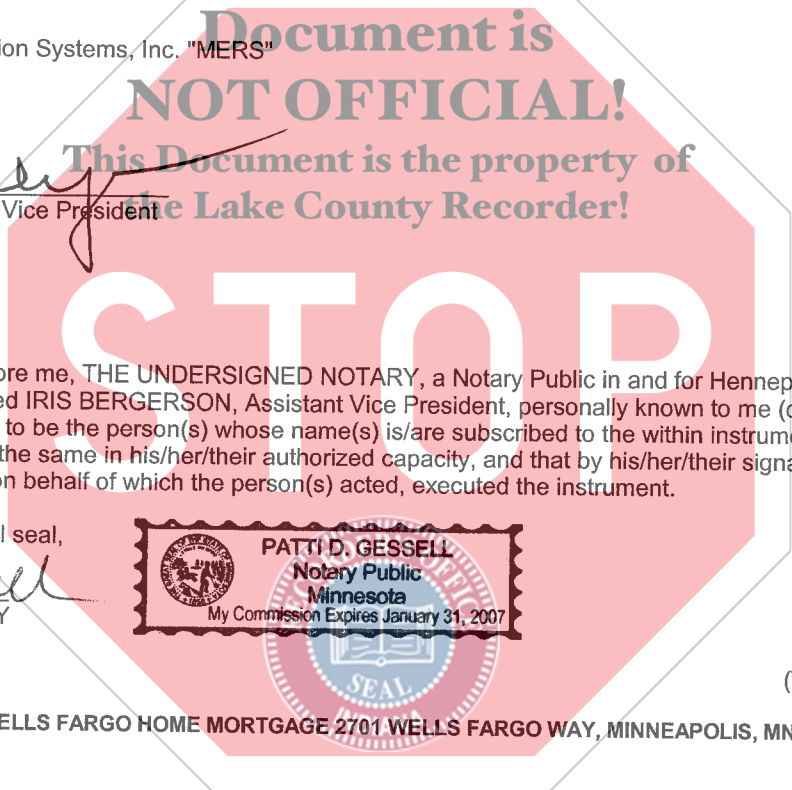 Document is
ion Systems, Inc. "MERS"
NOT OFFICIAL!
This Document is the property of
the Lake County Recorder!
Vice President
STOP
ore me, THE UNDERSIGNED NOTARY, a Notary Public in and for Hennep
ed IRIS BERGERSON, Assistant Vice President, personally known to me (o
to be the person(s) whose name(s) is/are subscribed to the within instrume
the same in his/her/their authorized capacity, and that by his/her/their signa
on behalf of which the person(s) acted, executed the instrument.
l seal,
PATTI D. GESSELL
Notary Public
Minnesota
My Commission Expires January 31, 2007
Y
SEAL
(
ELLS FARGO HOME MORTGAGE 2701 WELLS FARGO WAY, MINNEAPOLIS, MN